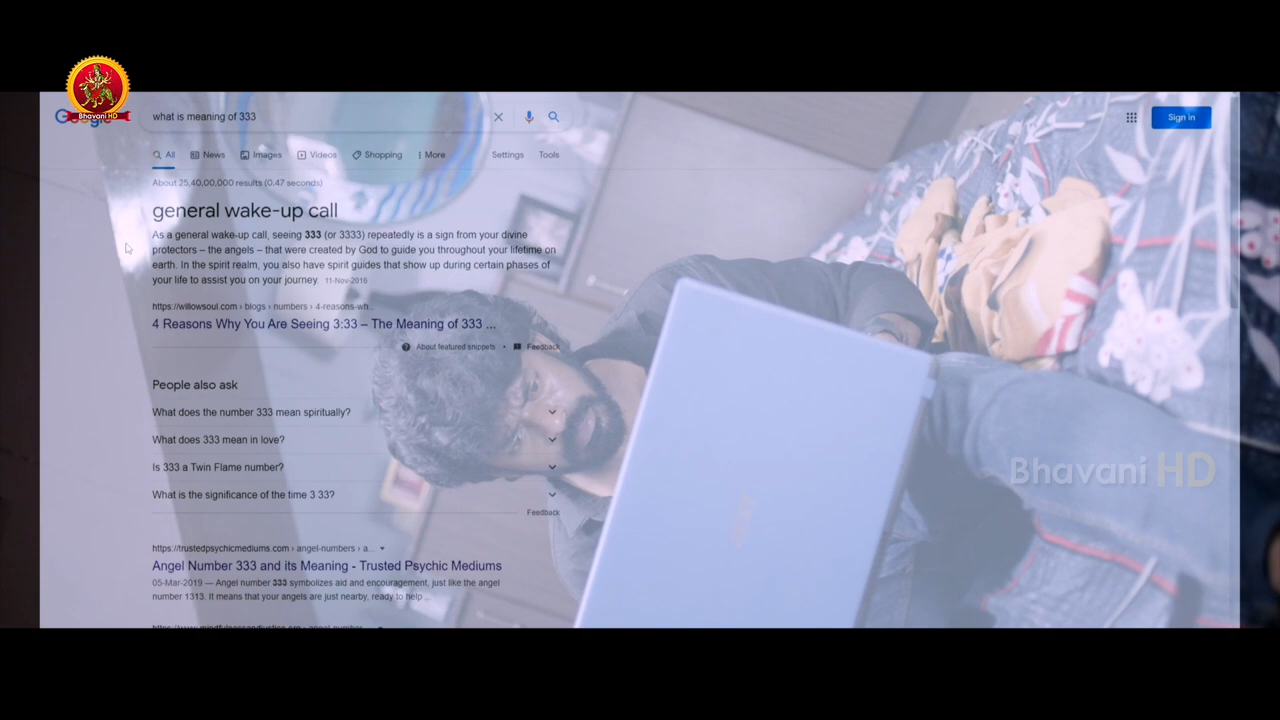 Bhavani HD
Google
what is meaning of 333
Sign in
All News Images Videos Shopping More Settings Tools
About 25,40,00,000 results (0.47 seconds)
general wake-up call
As a general wake-up call, seeing 333 (or 3333) repeatedly is a sign from your divine
protectors – the angels – that were created by God to guide you throughout your lifetime on
earth. In the spirit realm, you also have spirit guides that show up during certain phases of
your life to assist you on your journey. 11-Nov-2016
https://willowsoul.com › blogs › numbers › 4-reasons-wh...
4 Reasons Why You Are Seeing 3:33 – The Meaning of 333 ...
About featured snippets • Feedback
People also ask
What does the number 333 mean spiritually?
What does 333 mean in love?
Is 333 a Twin Flame number?
Bhavani HD
What is the significance of the time 3 33?
Feedback
https://trustedpsychicmediums.com › angel-numbers › a...
Angel Number 333 and its Meaning - Trusted Psychic Mediums
05-Mar-2019 — Angel number 333 symbolizes aid and encouragement, just like the angel
number 1313. It means that your angels are just nearby, ready to help ...